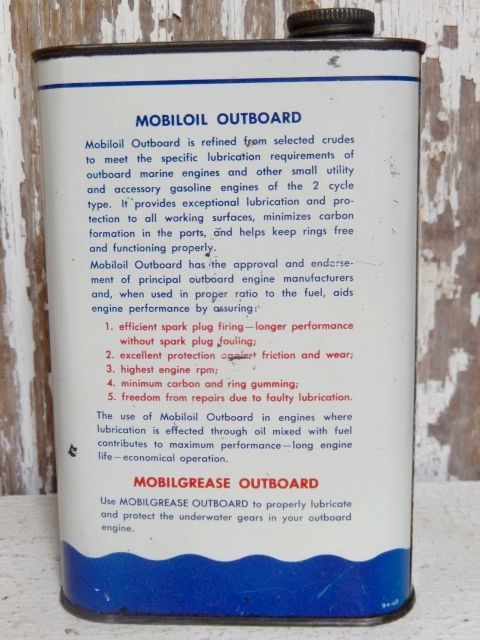 MOBILOIL OUTBOARD
Mobiloil Outboard is refined from selected crudes
to meet the specific lubrication requirements of
outboard marine engines and other small utility
and accessory gasoline engines of the 2 cycle
type. It provides exceptional lubrication and pro-
tection to all working surfaces, minimizes carbon
formation in the ports, and helps keep rings free
and functioning properly.
Mobiloil Outboard has the approval and endorse-
ment of principal outboard engine manufacturers
and, when used in proper ratio to the fuel, aids
engine performance by assuring:
1. efficient spark plug firing—longer performance
without spark plug fouling;
2. excellent protection against friction and wear;
3. highest engine rpm;
4. minimum carbon and ring gumming;
5. freedom from repairs due to faulty lubrication.
The use of Mobiloil Outboard in engines where
lubrication is effected through oil mixed with fuel
contributes to maximum performance—long engine
life—economical operation.
MOBILGREASE OUTBOARD
Use MOBILGREASE OUTBOARD to properly lubricate
and protect the underwater gears in your outboard
engine.